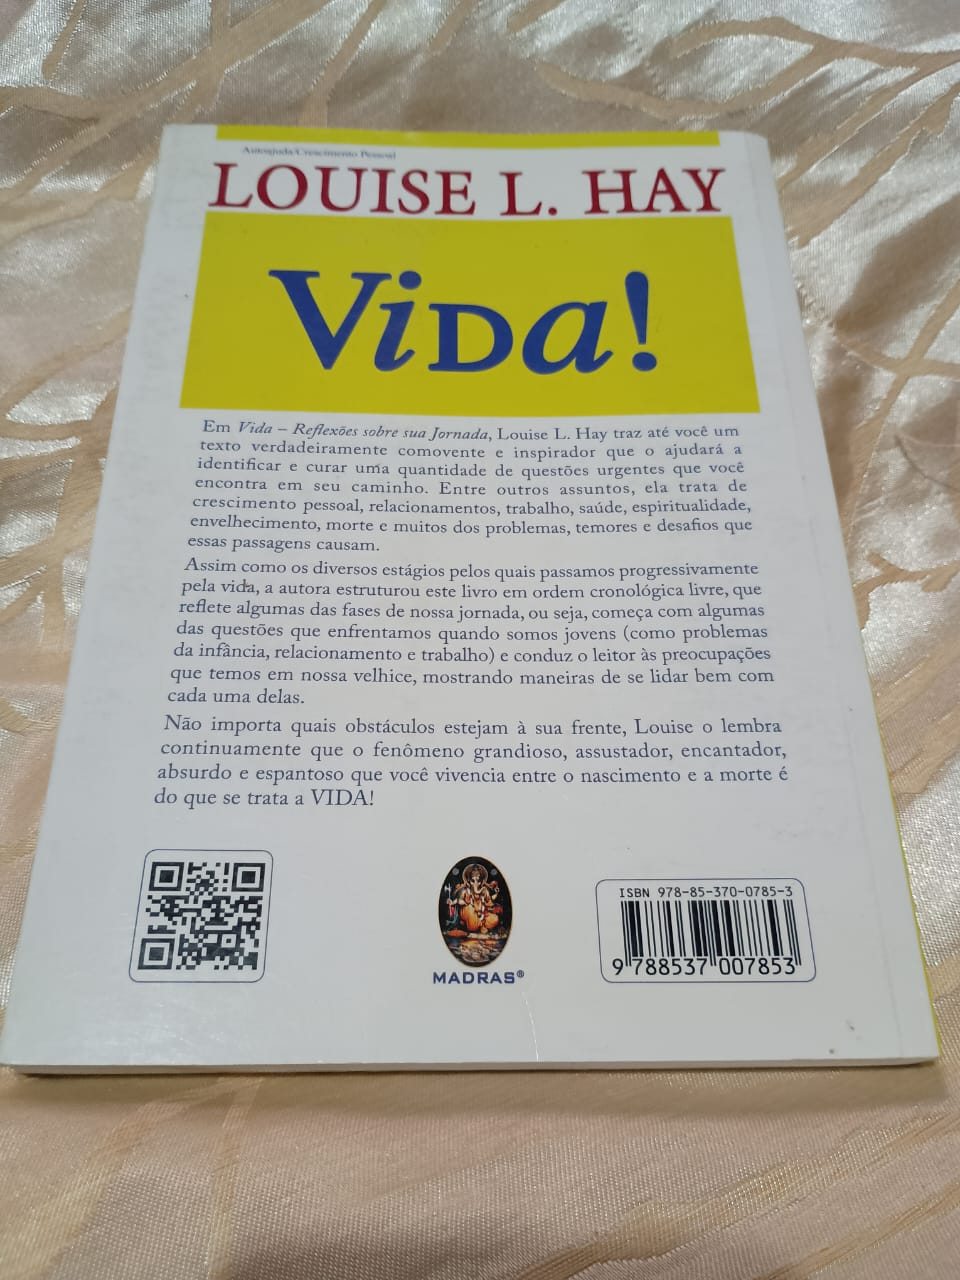 Autoajuda/Crescimento Pessoal
LOUISE L. HAY
ViDa!
Em Vida – Reflexões sobre sua Jornada, Louise L. Hay traz até você um
texto verdadeiramente comovente e inspirador que o ajudará a
identificar e curar uma quantidade de questões urgentes que você
encontra em seu caminho. Entre outros assuntos, ela trata de
crescimento pessoal, relacionamentos, trabalho, saúde, espiritualidade,
envelhecimento, morte e muitos dos problemas, temores e desafios que
essas passagens causam.
Assim como os diversos estágios pelos quais passamos progressivamente
pela vida, a autora estruturou este livro em ordem cronológica livre, que
reflete algumas das fases de nossa jornada, ou seja, começa com algumas
das questões que enfrentamos quando somos jovens (como problemas
da infância, relacionamento e trabalho) e conduz o leitor às preocupações
que temos em nossa velhice, mostrando maneiras de se lidar bem com
cada uma delas.
Não importa quais obstáculos estejam à sua frente, Louise o lembra
continuamente que o fenômeno grandioso, assustador, encantador,
absurdo e espantoso que você vivencia entre o nascimento e a morte é
do que se trata a VIDA!
MADRAS®
ISBN 978-85-370-0785-3
9 788537 007853